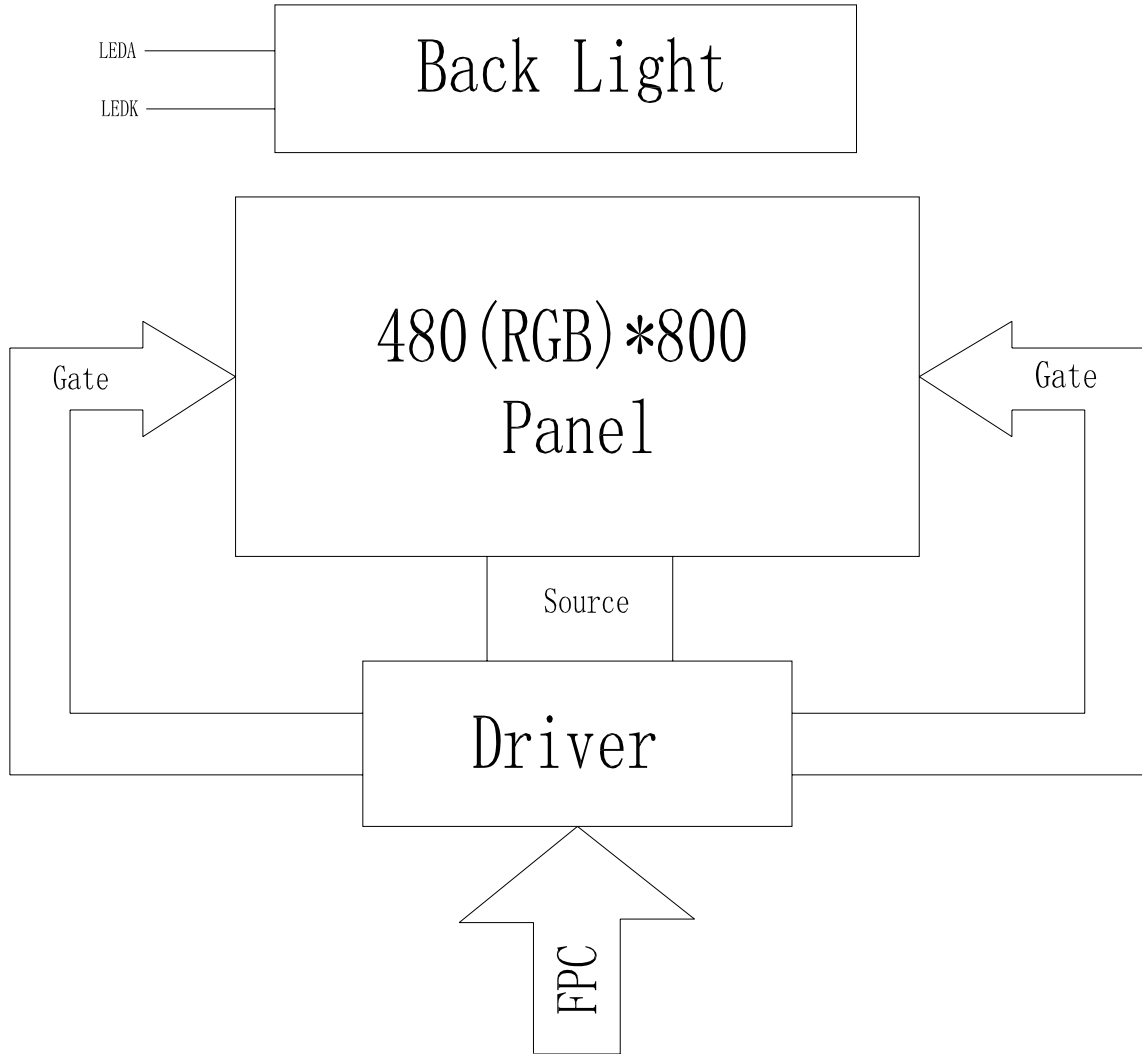 LEDA
Back Light
LEDK
480(RGB)*800
Panel
Gate
Gate
Source
Driver
FPC